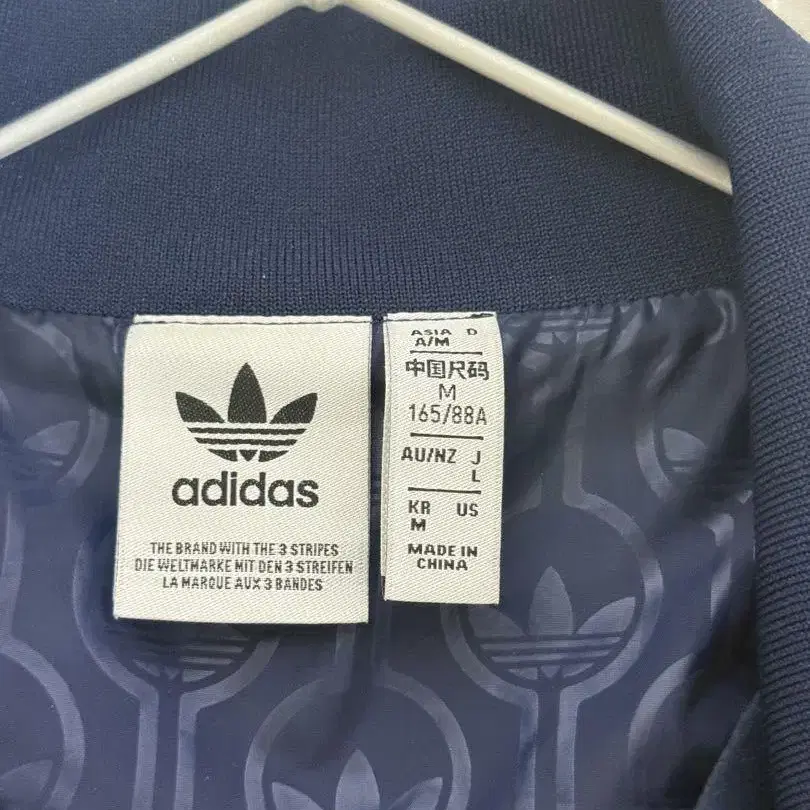 adidas
THE BRAND WITH THE 3 STRIPES
DIE WELTMARKE MIT DEN 3 STREIFEN
LA MARQUE AUX 3 BANDES
ASIA D
A/M
中国尺码
M
165/88A
AU/NZ J
L
KR US
M
MADE IN
CHINA